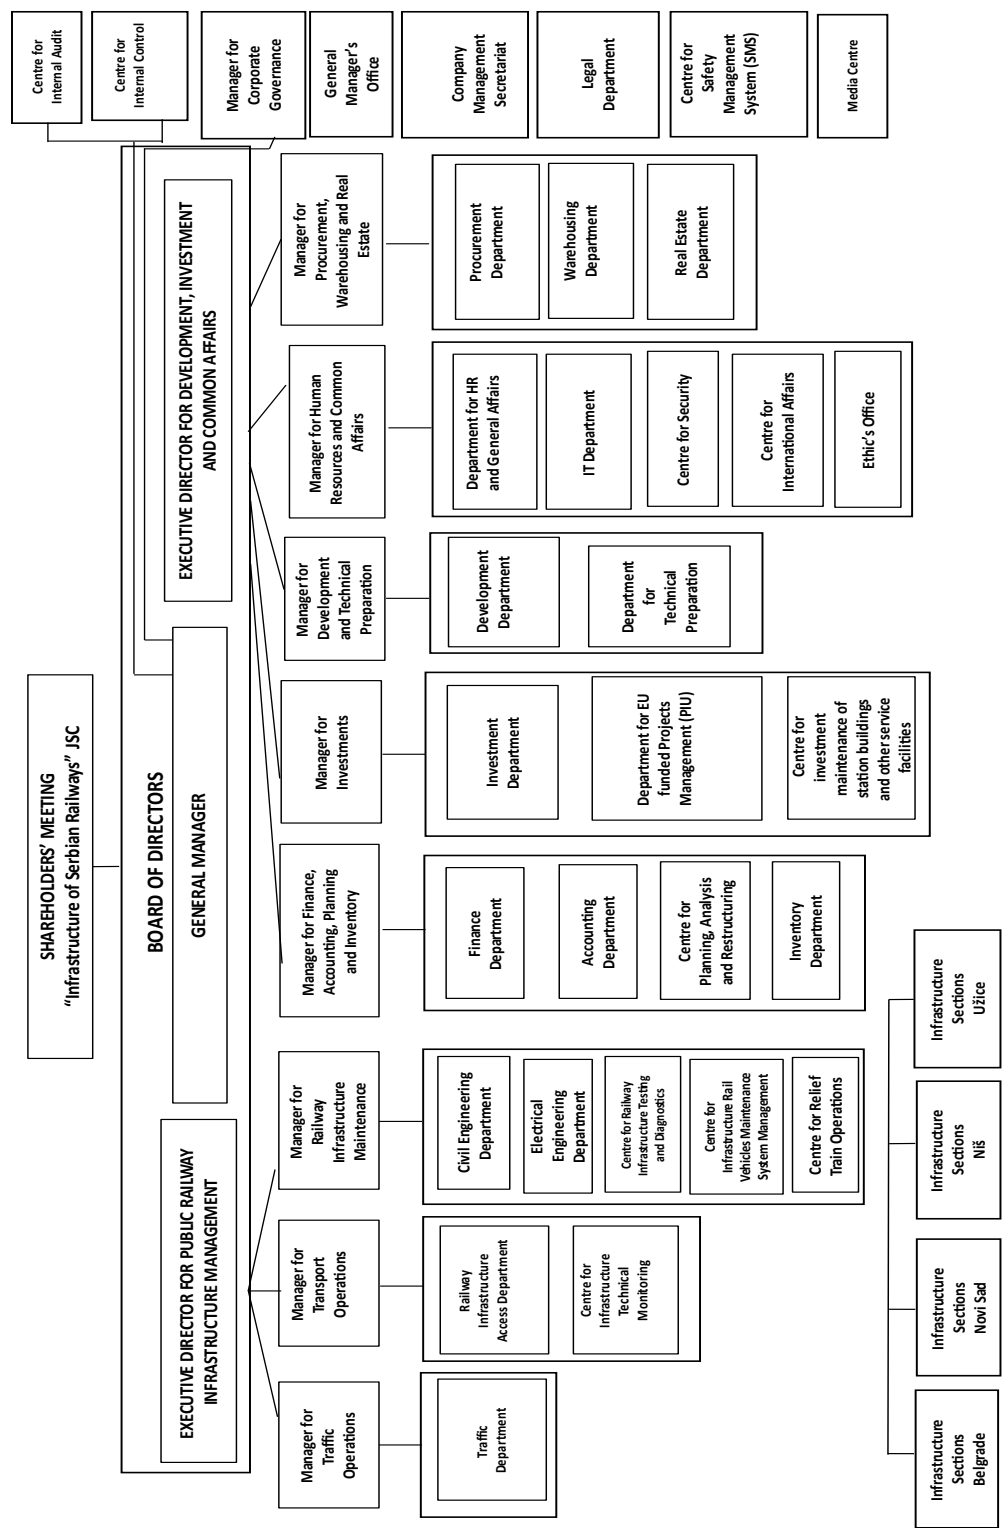 SHAREHOLDERS' MEETING
“Infrastructure of Serbian Railways” JSC
BOARD OF DIRECTORS
GENERAL MANAGER
EXECUTIVE DIRECTOR FOR PUBLIC RAILWAY
INFRASTRUCTURE MANAGEMENT
EXECUTIVE DIRECTOR FOR DEVELOPMENT, INVESTMENT
AND COMMON AFFAIRS
Centre for
Internal Audit
Centre for
Internal Control
Manager for
Corporate
Governance
General
Manager's
Office
Company
Management
Secretariat
Legal
Department
Centre for
Safety
Management
System (SMS)
Media Centre
Manager for
Traffic
Operations
Manager for
Transport
Operations
Manager for
Railway
Infrastructure
Maintenance
Manager for Finance,
Accounting, Planning
and Inventory
Manager for
Investments
Manager for
Development
and Technical
Preparation
Manager for Human
Resources and Common
Affairs
Manager for
Procurement,
Warehousing and Real
Estate
Traffic
Department
Railway
Infrastructure
Access Department
Centre for
Infrastructure
Technical
Monitoring
Civil Engineering
Department
Electrical
Engineering
Department
Centre for Railway
Infrastructure Testing
and Diagnostics
Centre for
Infrastructure Rail
Vehicles Maintenance
System Management
Centre for Relief
Train Operations
Finance
Department
Accounting
Department
Centre for
Planning, Analysis
and Restructuring
Inventory
Department
Investment
Department
Department for EU
funded Projects
Management (PIU)
Centre for
investment
maintenance of
station buildings
and other service
facilities
Development
Department
Department
for
Technical
Preparation
Department for HR
and General Affairs
IT Department
Centre for Security
Centre for
International Affairs
Ethic's Office
Procurement
Department
Warehousing
Department
Real Estate
Department
Infrastructure
Sections
Belgrade
Infrastructure
Sections
Novi Sad
Infrastructure
Sections
Niš
Infrastructure
Sections
Užice